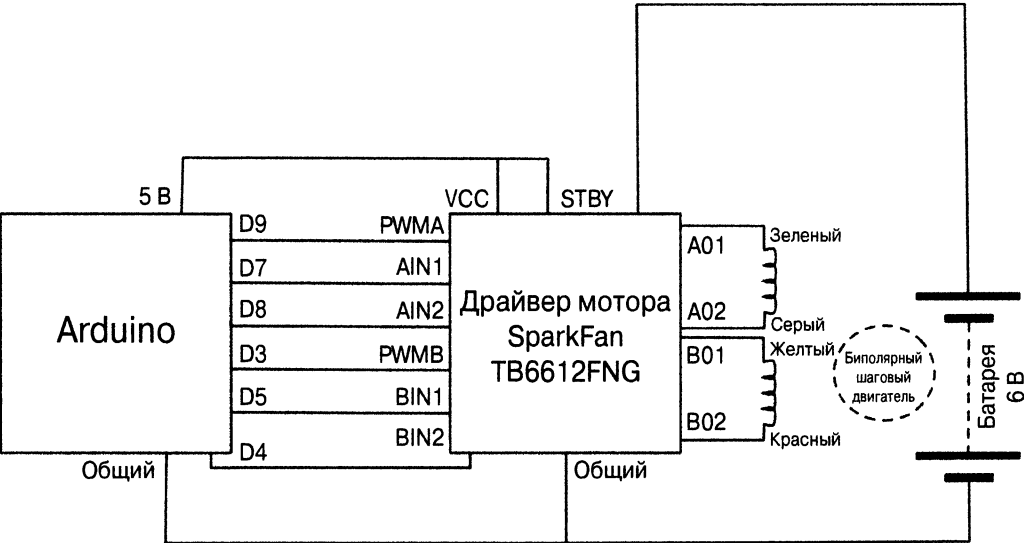 5 В
VCC
STBY
D9
PWMA
D7
AIN1
D8
AIN2
D3
PWMB
D5
BIN1
D4
BIN2
Arduino
Драйвер мотора
SparkFan
TB6612FNG
A01
A02
B01
B02
Зеленый
Серый
Желтый
Красный
Биполярный
шаговый
двигатель
Батарея
6 В
Общий
Общий